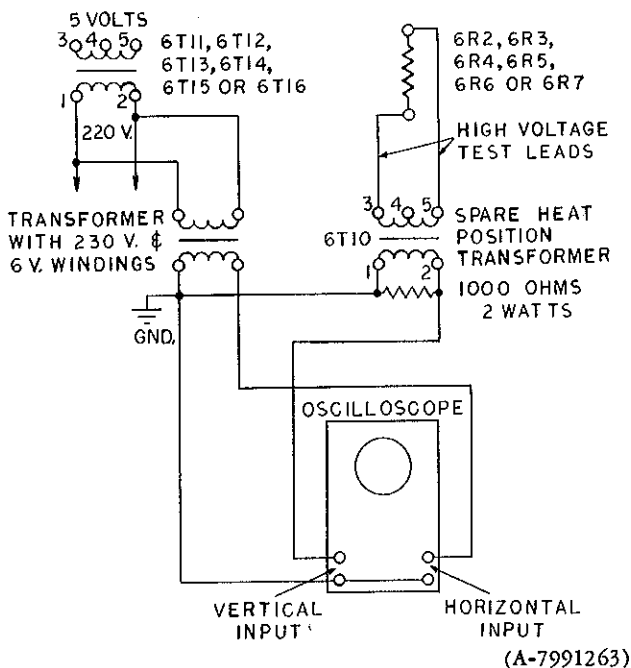 5 VOLTS
3 4 5
6T11, 6T12,
6T13, 6T14,
6T15 OR 6T16
1 2
220 V.
6R2, 6R3,
6R4, 6R5,
6R6 OR 6R7
HIGH VOLTAGE
TEST LEADS
TRANSFORMER
WITH 230 V. &
6 V. WINDINGS
3 4 5
6T10
1 2
SPARE HEAT
POSITION
TRANSFORMER
1000 OHMS
2 WATTS
GND.
OSCILLOSCOPE
VERTICAL
INPUT
HORIZONTAL
INPUT
(A-7991263)